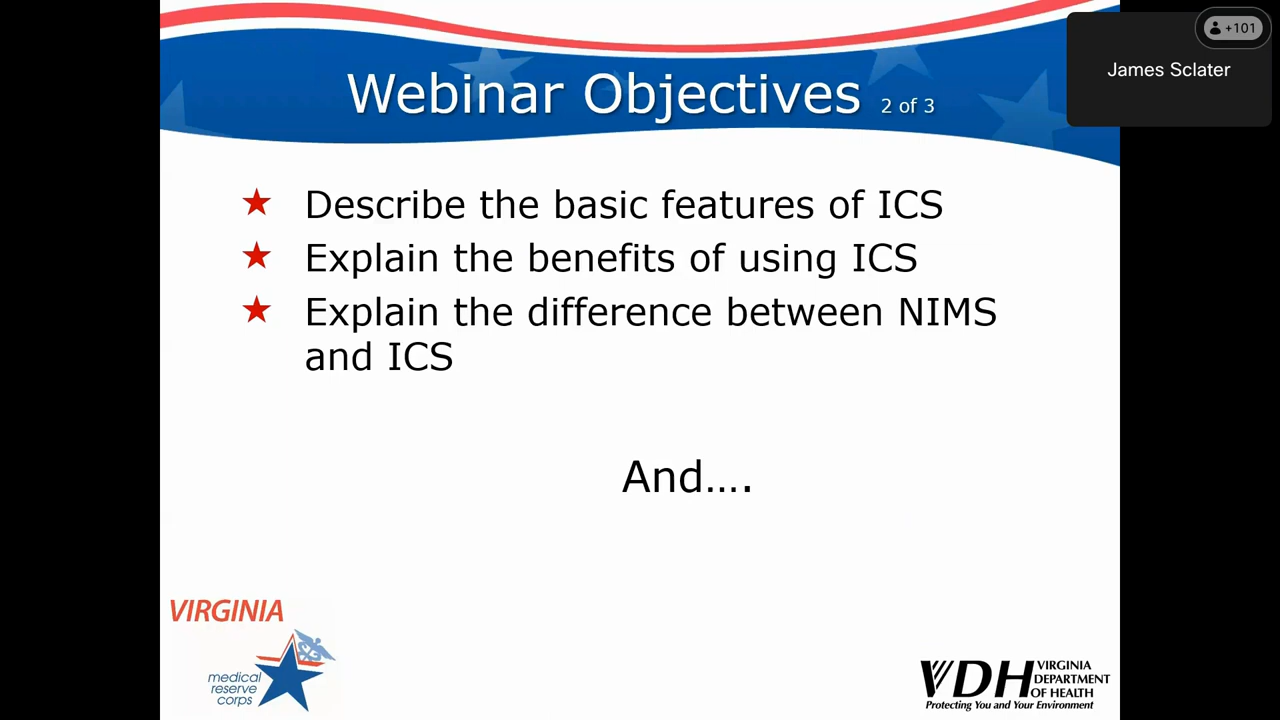 Webinar Objectives 2 of 3
+101
James Sclater
Describe the basic features of ICS
Explain the benefits of using ICS
Explain the difference between NIMS
and ICS
And….
VIRGINIA
medical
reserve
corps
VDH VIRGINIA
DEPARTMENT
OF HEALTH
Protecting You and Your Environment